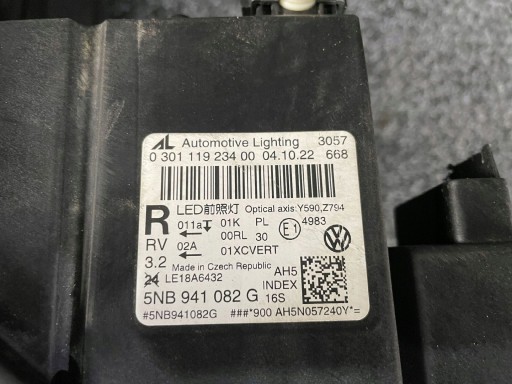 AL Automotive Lighting 3057
0 301 119 234 00 04.10.22 668
R LED前照灯 Optical axis:Y590,Z794
011a 01K PL E1 4983
← 00RL 30
RV 02A 01XCVERT
3.2 ←
Made in Czech Republic AH5
24 LE18A6432 INDEX
5NB 941 082 G 16S
#5NB941082G ###*900 AH5N057240Y*=